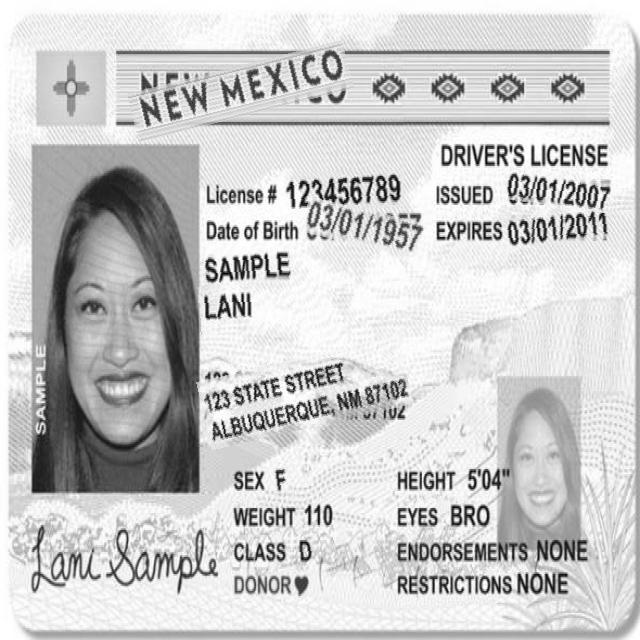 NEW MEXICO
DRIVER'S LICENSE
License # 123456789
ISSUED 03/01/2007
Date of Birth 03/01/1957
EXPIRES 03/01/2011
SAMPLE
LANI
123 STATE STREET
ALBUQUERQUE, NM 87102
SAMPLE
SEX F
HEIGHT 5'04"
WEIGHT 110
EYES BRO
CLASS D
ENDORSEMENTS NONE
DONOR♥
RESTRICTIONS NONE
Lani Sample